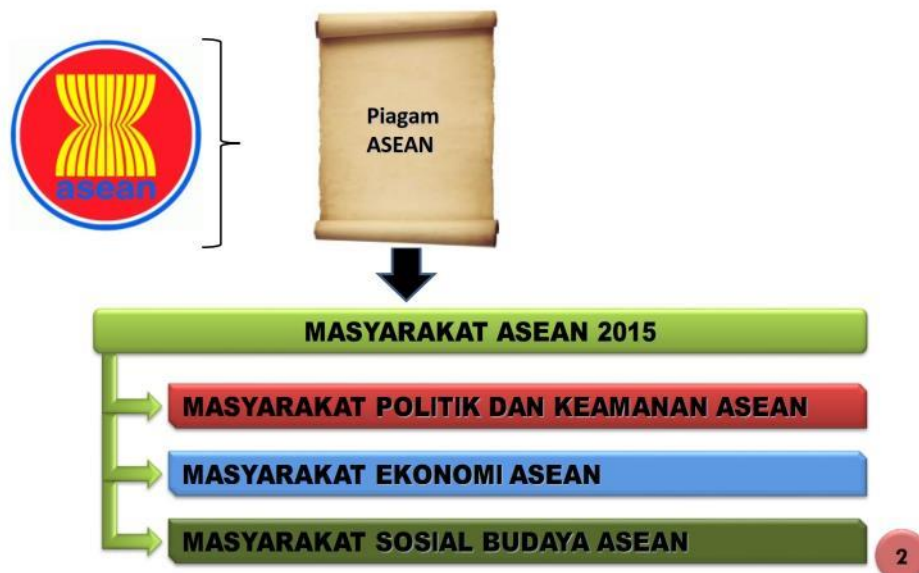 asean
Piagam
ASEAN
MASYARAKAT ASEAN 2015
MASYARAKAT POLITIK DAN KEAMANAN ASEAN
MASYARAKAT EKONOMI ASEAN
MASYARAKAT SOSIAL BUDAYA ASEAN
2